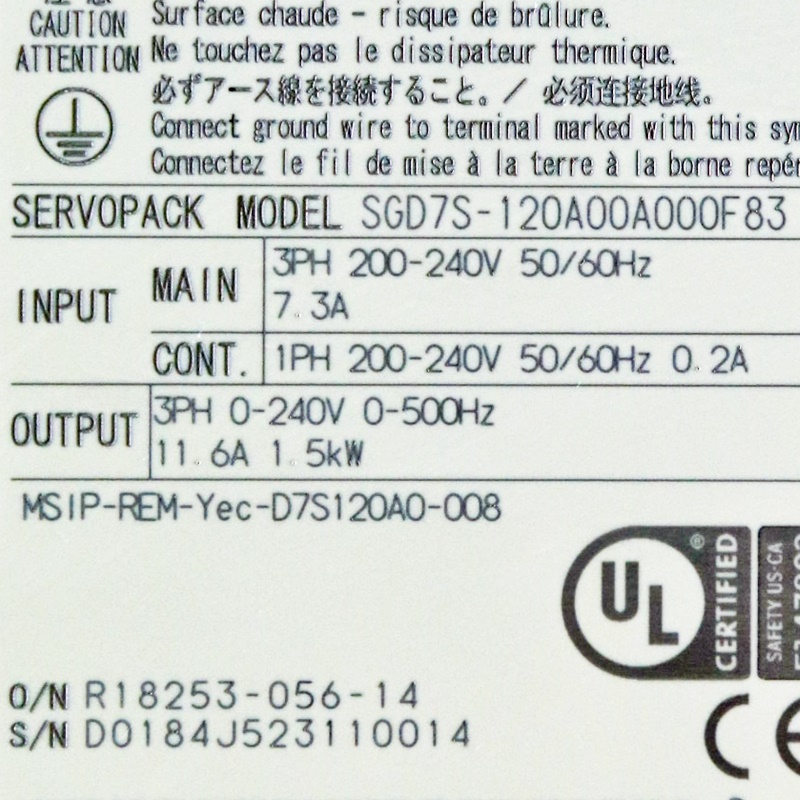 CAUTION
ATTENTION
Surface chaude - risque de brûlure.
Ne touchez pas le dissipateur thermique.
必ずアース線を接続すること。／ 必须连接地线。
Connect ground wire to terminal marked with this sym
Connectez le fil de mise à la terre à la borne repér
SERVOPACK MODEL SGD7S-120A00A000F83
INPUT
MAIN
3PH 200-240V 50/60Hz
7.3A
CONT.
1PH 200-240V 50/60Hz 0.2A
OUTPUT
3PH 0-240V 0-500Hz
11.6A 1.5kW
MSIP-REM-Yec-D7S120A0-008
UL ®
CERTIFIED
SAFETY US-CA
O/N R18253-056-14
S/N D0184J523110014
CE